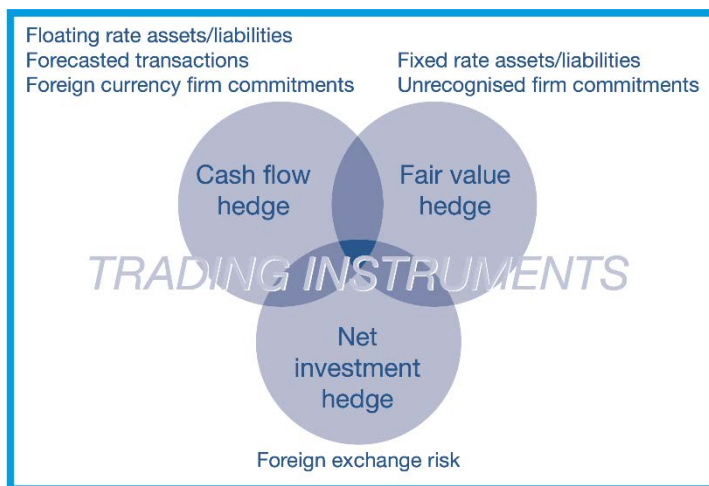 Floating rate assets/liabilities
Forecasted transactions
Foreign currency firm commitments
Fixed rate assets/liabilities
Unrecognised firm commitments
Cash flow
hedge
Fair value
hedge
TRADING INSTRUMENTS
Net
investment
hedge
Foreign exchange risk